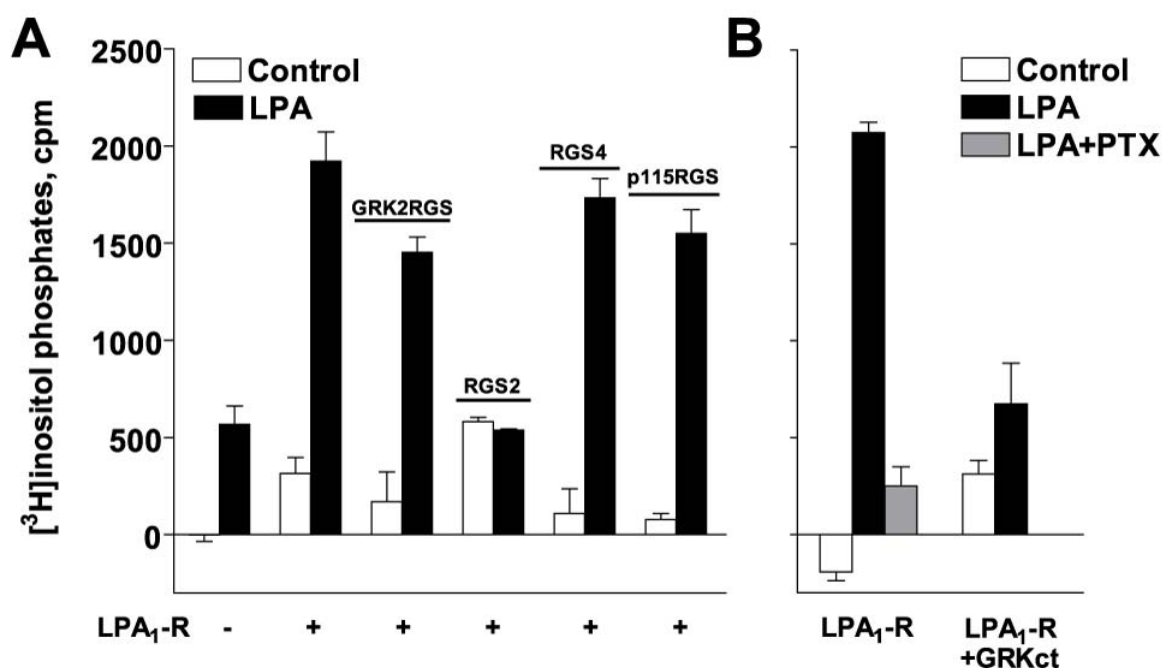 A
B
[³H]inositol phosphates, cpm
2500
2000
1500
1000
500
0
Control
LPA
GRK2RGS
RGS2
RGS4
p115RGS
LPA₁-R - + + + + +
Control
LPA
LPA+PTX
LPA₁-R
LPA₁-R
+GRKct